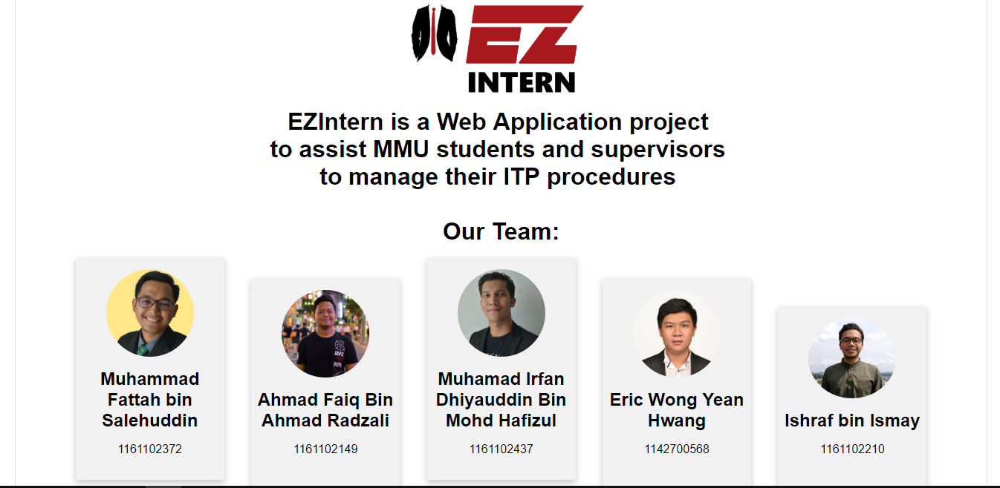 EZ
INTERN
EZIntern is a Web Application project
to assist MMU students and supervisors
to manage their ITP procedures
Our Team:
Muhammad
Fattah bin
Salehuddin
1161102372
Ahmad Faiq Bin
Ahmad Radzali
1161102149
Muhamad Irfan
Dhiyauddin Bin
Mohd Hafizul
1161102437
Eric Wong Yean
Hwang
1142700568
Ishraf bin Ismay
1161102210